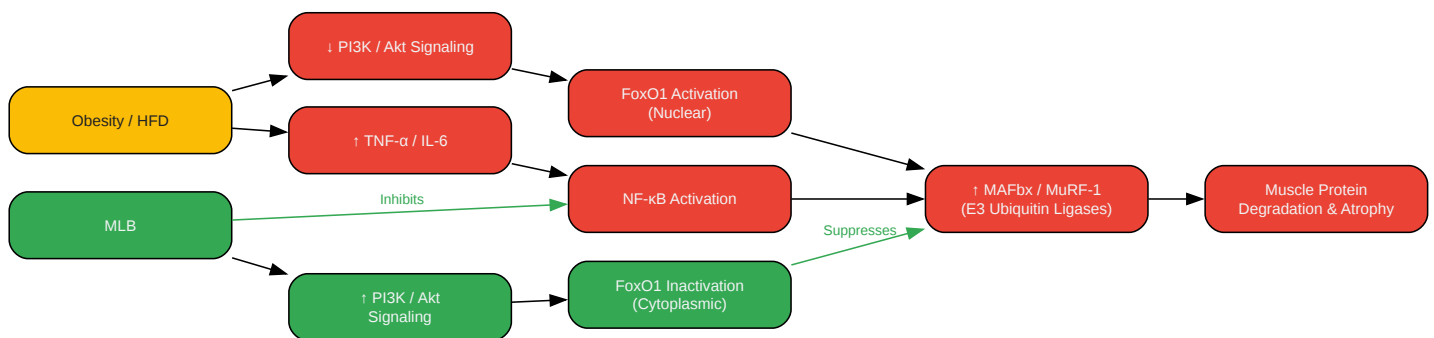 ↓ PI3K / Akt Signaling
FoxO1 Activation
(Nuclear)
Obesity / HFD
↑ TNF-α / IL-6
Inhibits
NF-κB Activation
↑ MAFbx / MuRF-1
(E3 Ubiquitin Ligases)
Muscle Protein
Degradation & Atrophy
MLB
Suppresses
↑ PI3K / Akt
Signaling
FoxO1 Inactivation
(Cytoplasmic)